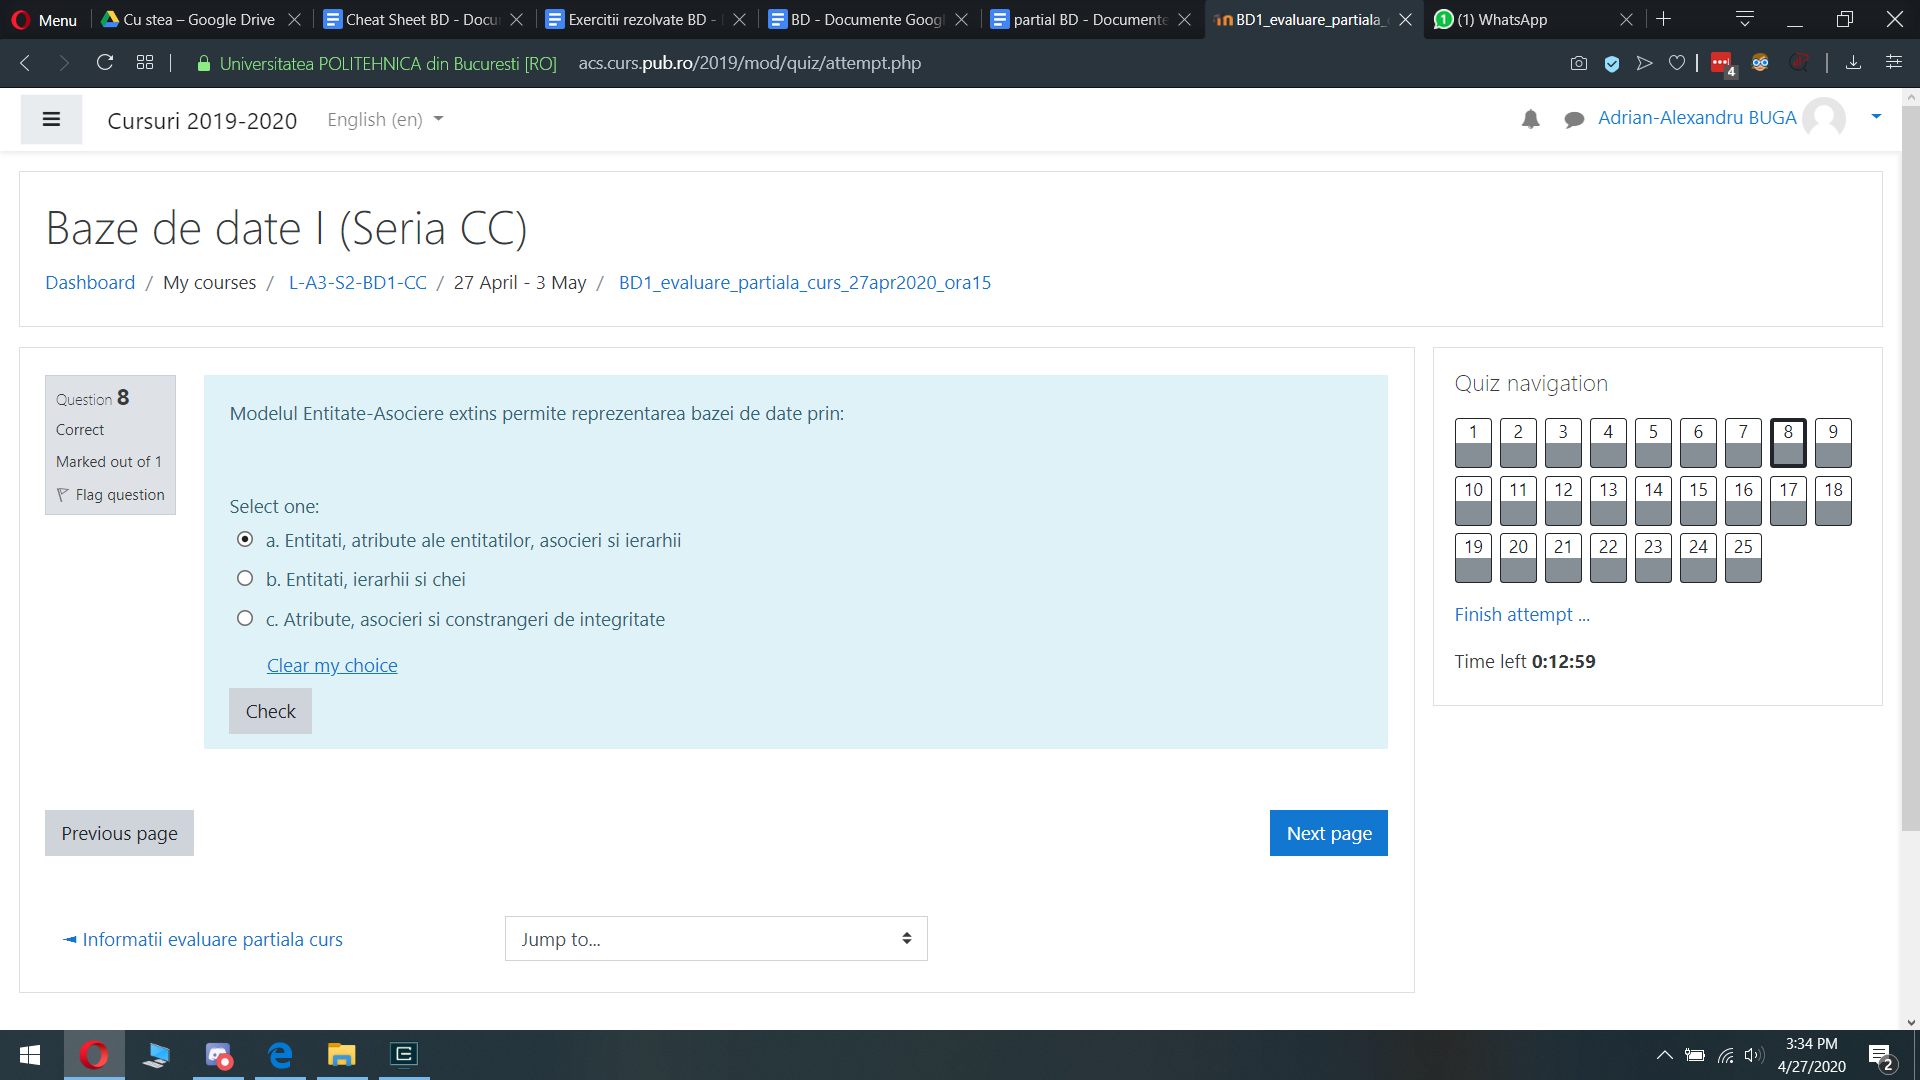 Menu
Cu stea – Google Drive
Cheat Sheet BD - Docu
Exercitii rezolvate BD -
BD - Documente Googl
partial BD - Documente
BD1_evaluare_partiala_
(1) WhatsApp
Universitatea POLITEHNICA din Bucuresti [RO]
acs.curs.pub.ro/2019/mod/quiz/attempt.php
4
Cursuri 2019-2020
English (en)
Adrian-Alexandru BUGA
Baze de date I (Seria CC)
Dashboard / My courses / L-A3-S2-BD1-CC / 27 April - 3 May / BD1_evaluare_partiala_curs_27apr2020_ora15
Question 8
Correct
Marked out of 1
Flag question
Modelul Entitate-Asociere extins permite reprezentarea bazei de date prin:
Select one:
a. Entitati, atribute ale entitatilor, asocieri si ierarhii
b. Entitati, ierarhii si chei
c. Atribute, asocieri si constrangeri de integritate
Clear my choice
Check
Previous page
Next page
Informatii evaluare partiala curs
Jump to...
Quiz navigation
1 2 3 4 5 6 7 8 9
10 11 12 13 14 15 16 17 18
19 20 21 22 23 24 25
Finish attempt ...
Time left 0:12:59
3:34 PM
4/27/2020
2